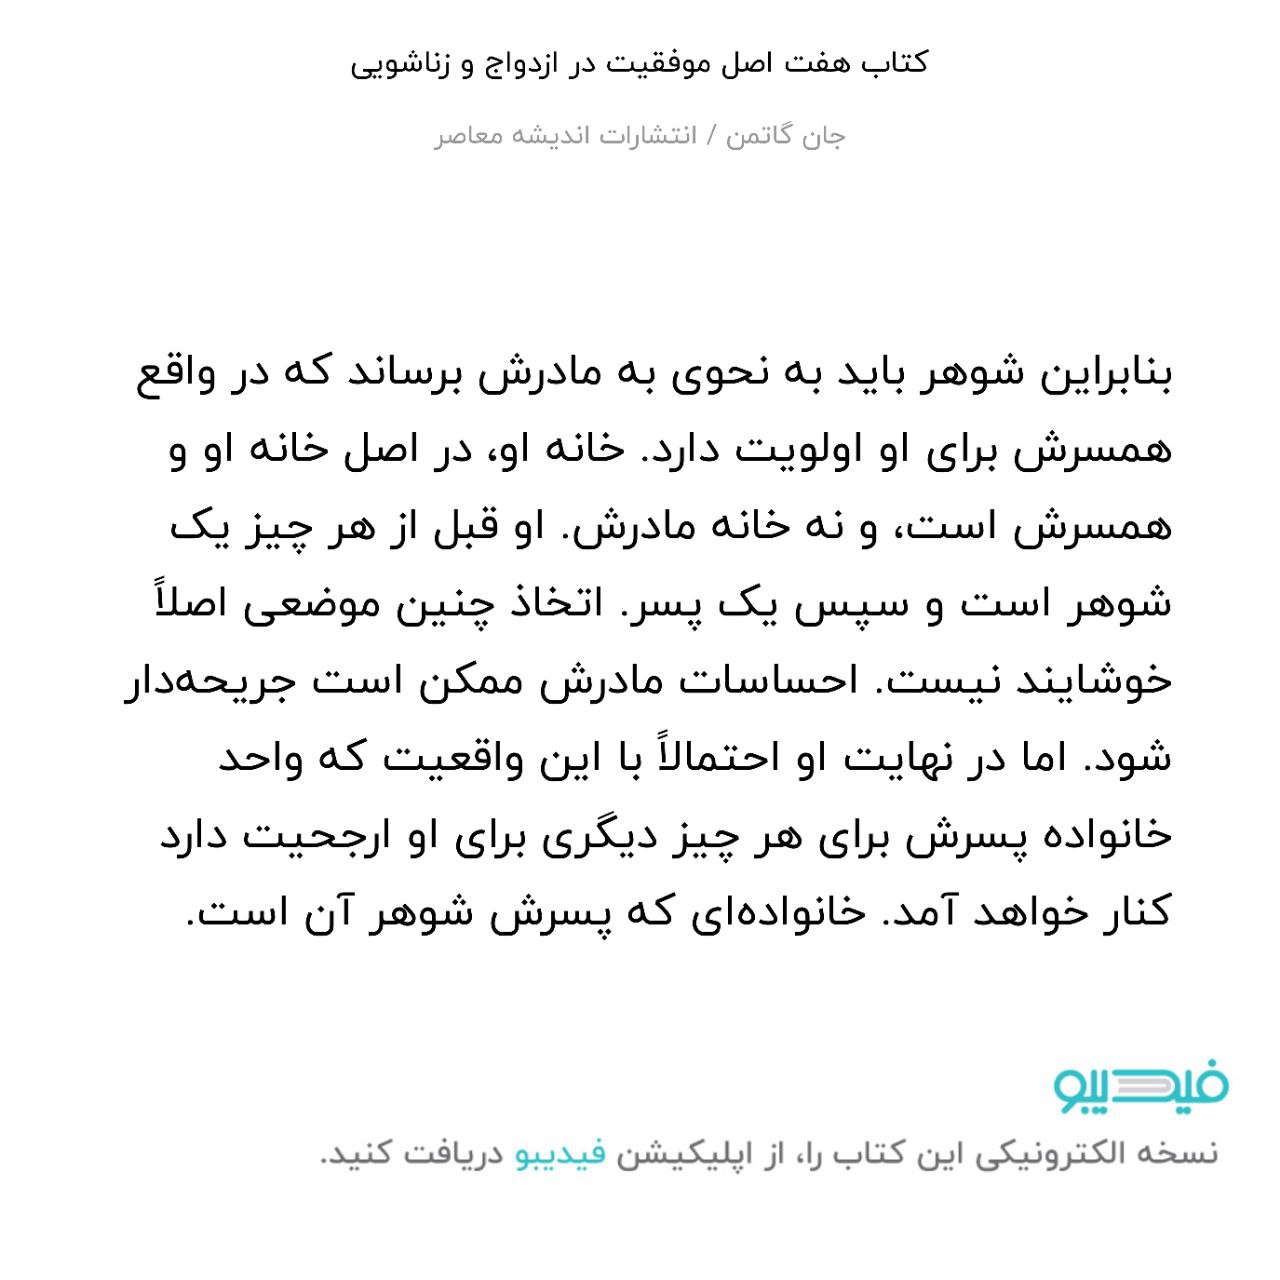 کتاب هفت اصل موفقیت در ازدواج و زناشویی
جان گاتمن / انتشارات اندیشه معاصر
بنابراین شوهر باید به نحوی به مادرش برساند که در واقع
همسرش برای او اولویت دارد. خانه او، در اصل خانه او و
همسرش است، و نه خانه مادرش. او قبل از هر چیز یک
شوهر است و سپس یک پسر. اتخاذ چنین موضعی اصلاً
خوشایند نیست. احساسات مادرش ممکن است جریحه‌دار
شود. اما در نهایت او احتمالاً با این واقعیت که واحد
خانواده پسرش برای هر چیز دیگری برای او ارجحیت دارد
کنار خواهد آمد. خانواده‌ای که پسرش شوهر آن است.
فیدیبو
نسخه الکترونیکی این کتاب را، از اپلیکیشن فیدیبو دریافت کنید.